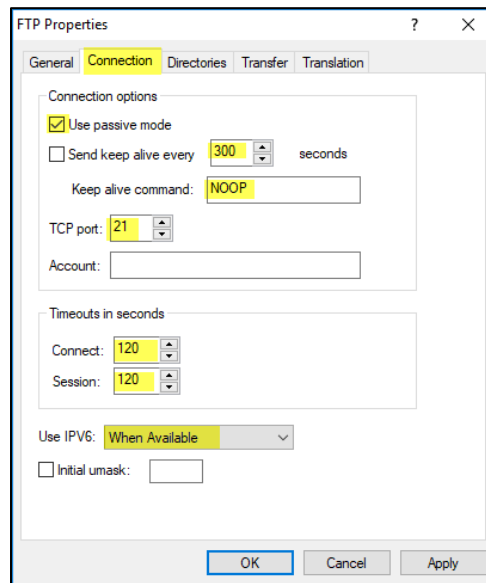 FTP Properties ? ×
General Connection Directories Transfer Translation
Connection options
Use passive mode
Send keep alive every 300 seconds
Keep alive command: NOOP
TCP port: 21
Account:
Timeouts in seconds
Connect: 120
Session: 120
Use IPV6: When Available
Initial umask:
OK Cancel Apply